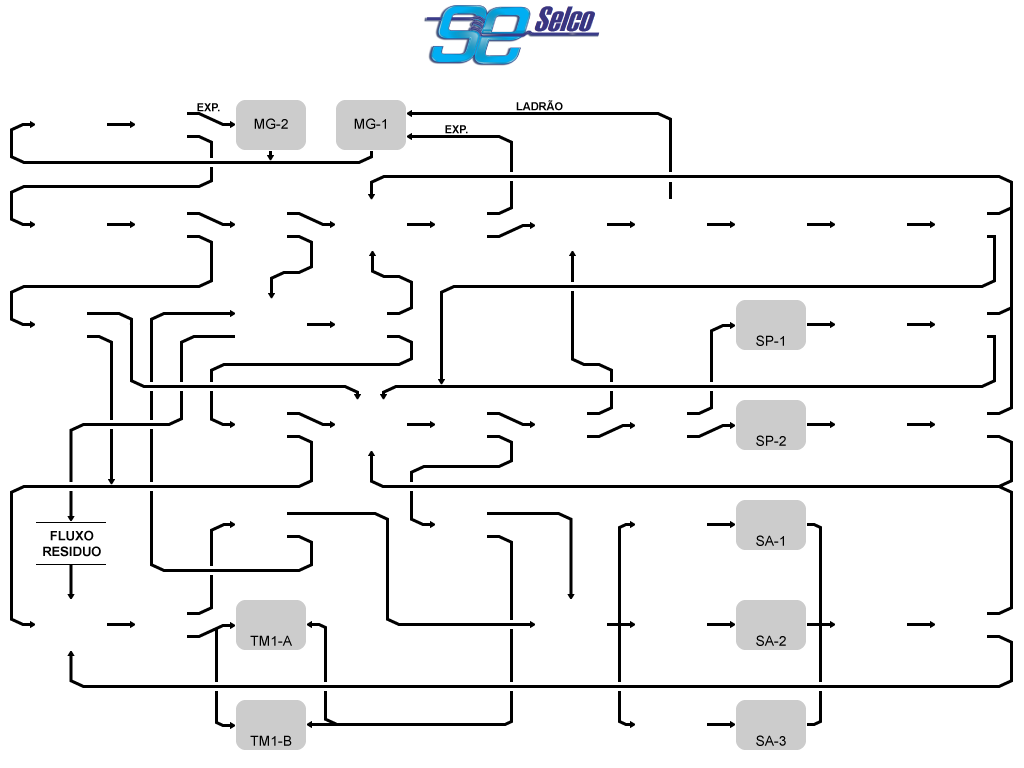 Se Selco
EXP.
MG-2
MG-1
LADRÃO
EXP.
SP-1
SP-2
FLUXO
RESIDUO
SA-1
TM1-A
SA-2
TM1-B
SA-3